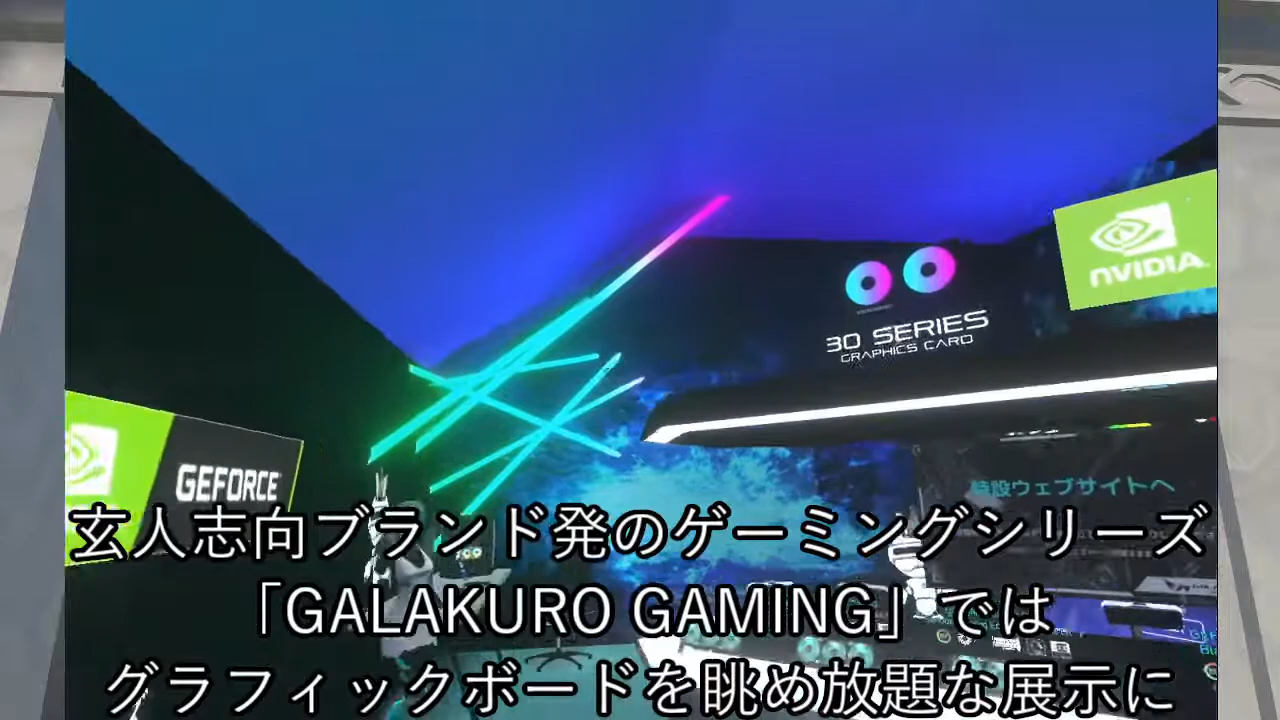 NVIDIA
30 SERIES
GRAPHICS CARD
GEFORCE
特設ウェブサイトへ
玄人志向ブランド発のゲーミングシリーズ
「GALAKURO GAMING」では
グラフィックボードを眺め放題な展示に